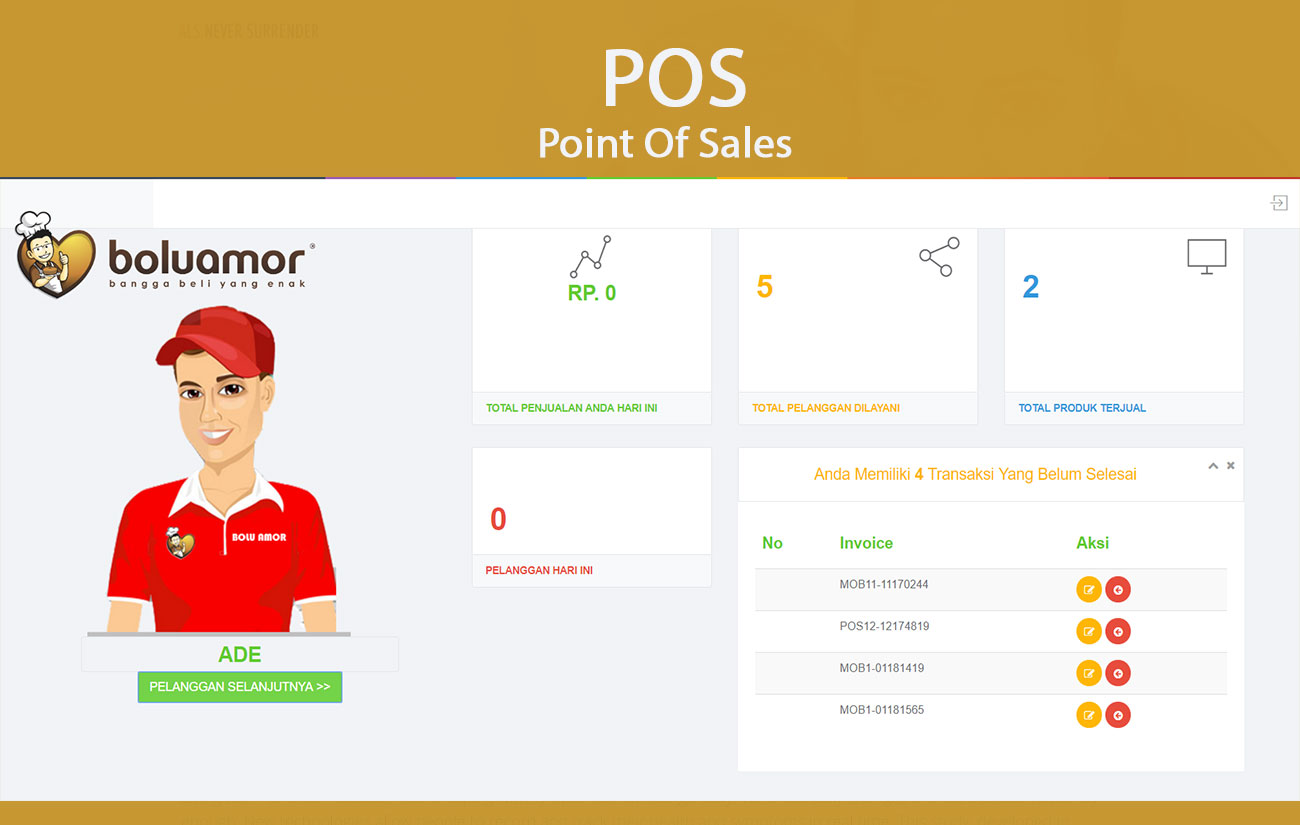 ALS NEVER SURRENDER
POS
Point Of Sales
boluamor®
bangga beli yang enak
RP. 0
TOTAL PENJUALAN ANDA HARI INI
5
TOTAL PELANGGAN DILAYANI
2
TOTAL PRODUK TERJUAL
BOLU AMOR
ADE
PELANGGAN SELANJUTNYA >>
0
PELANGGAN HARI INI
Anda Memiliki 4 Transaksi Yang Belum Selesai
No Invoice Aksi
MOB11-11170244
POS12-12174819
MOB1-01181419
MOB1-01181565